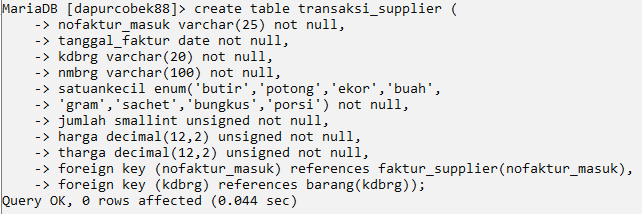 MariaDB [dapurcobek88]> create table transaksi_supplier (
-> nofaktur_masuk varchar(25) not null,
-> tanggal_faktur date not null,
-> kdbrg varchar(20) not null,
-> nmbrg varchar(100) not null,
-> satuankecil enum('butir','potong','ekor','buah',
-> 'gram','sachet','bungkus','porsi') not null,
-> jumlah smallint unsigned not null,
-> harga decimal(12,2) unsigned not null,
-> tharga decimal(12,2) unsigned not null,
-> foreign key (nofaktur_masuk) references faktur_supplier(nofaktur_masuk),
-> foreign key (kdbrg) references barang(kdbrg));
Query OK, 0 rows affected (0.044 sec)